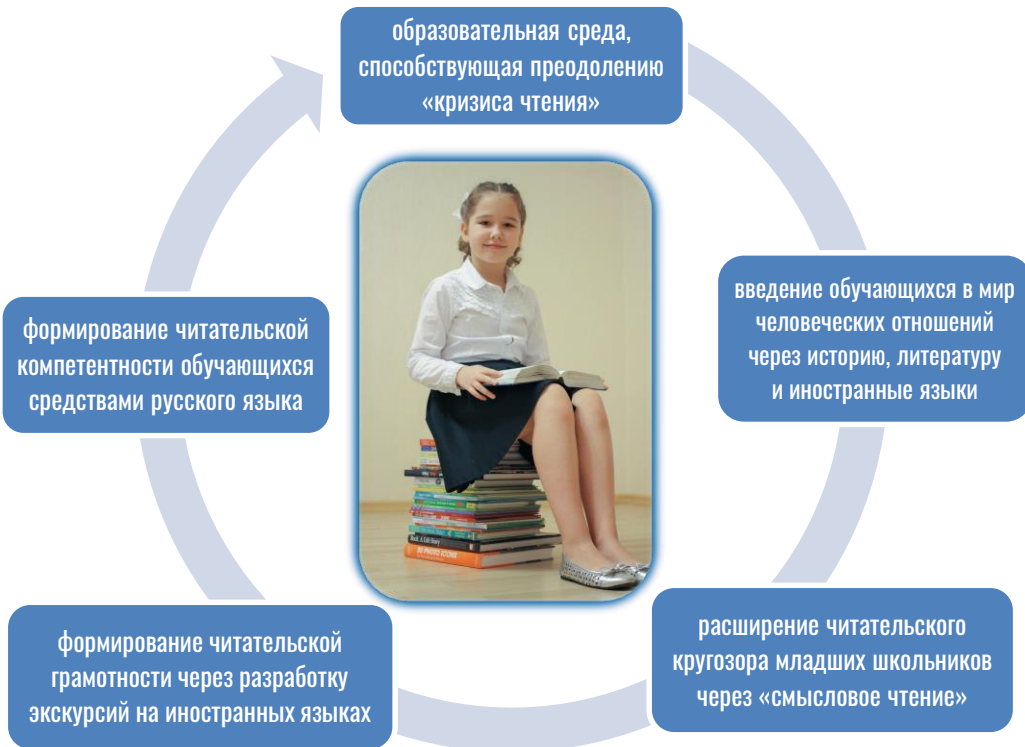 образовательная среда,
способствующая преодолению
«кризиса чтения»
введение обучающихся в мир
человеческих отношений
через историю, литературу
и иностранные языки
расширение читательского
кругозора младших школьников
через «смысловое чтение»
формирование читательской
грамотности через разработку
экскурсий на иностранных языках
формирование читательской
компетентности обучающихся
средствами русского языка